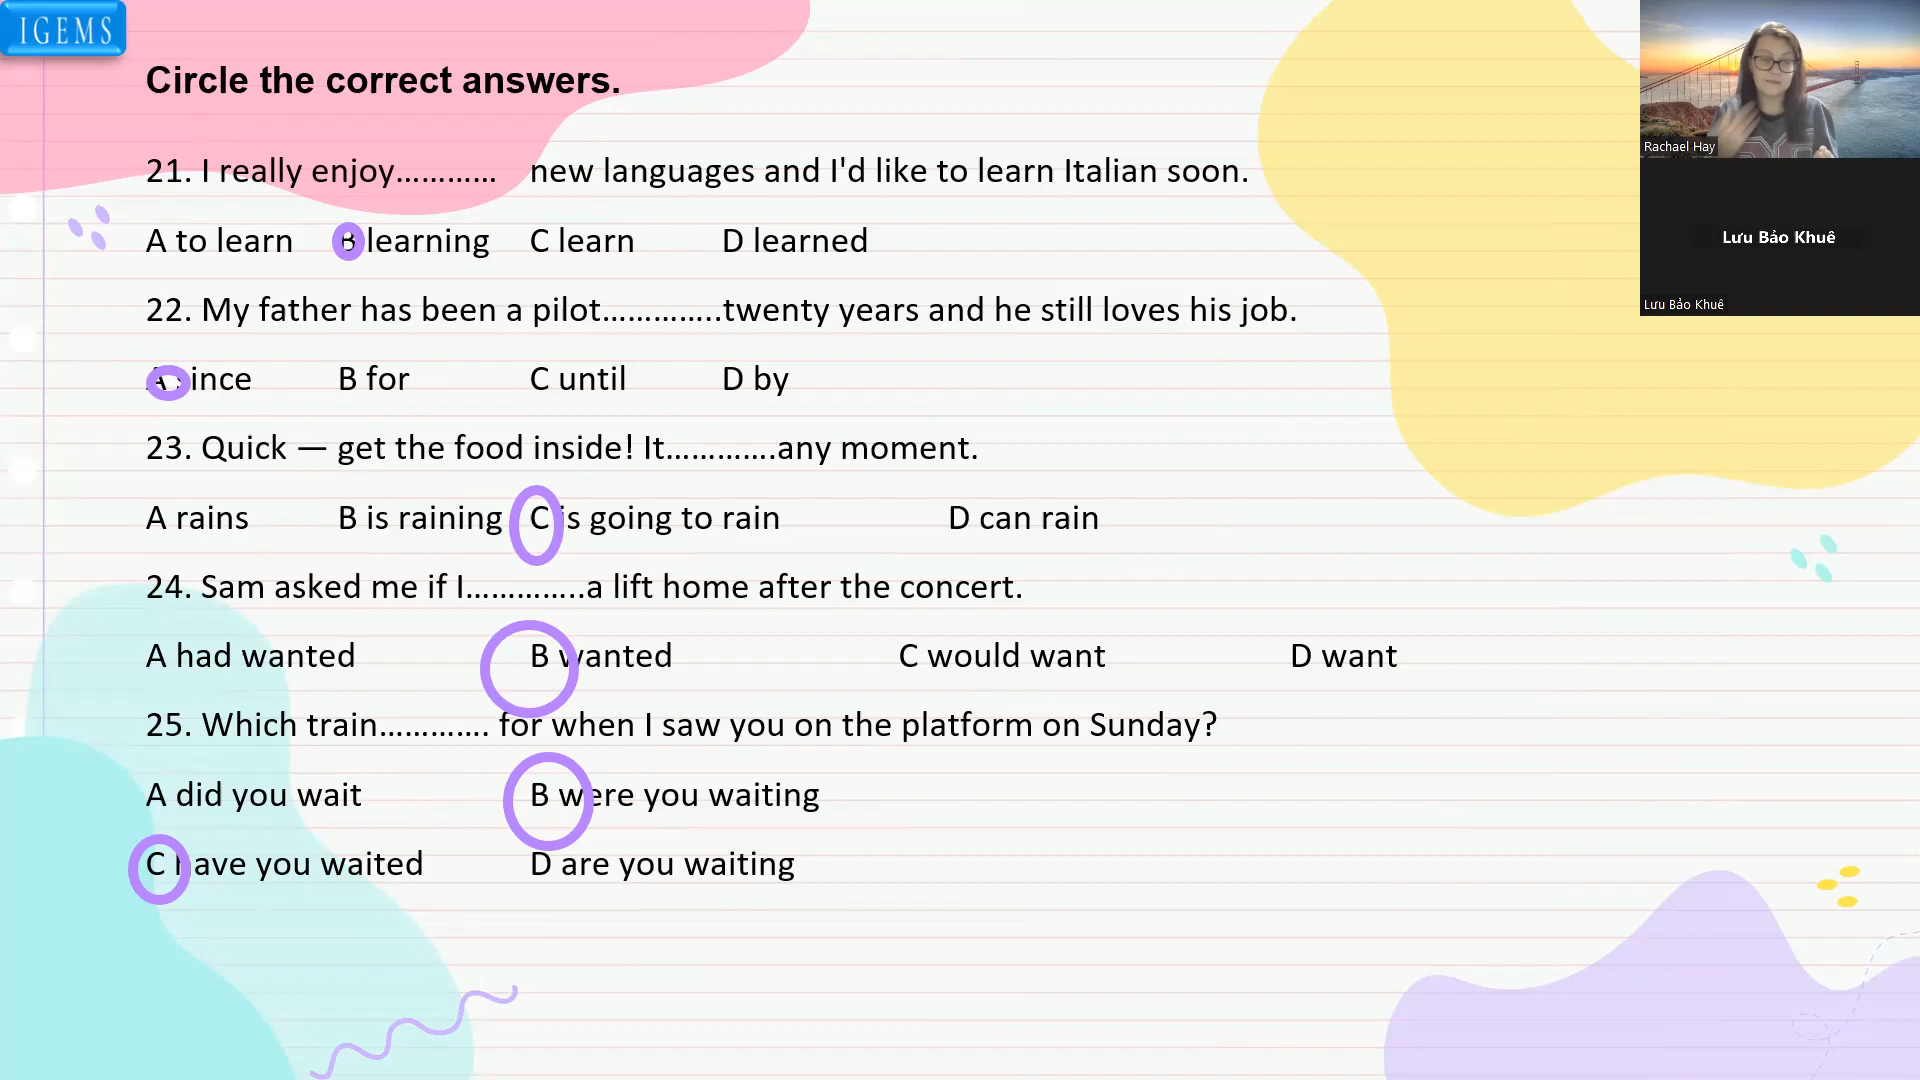 IGEMS
Circle the correct answers.
21. I really enjoy………… new languages and I'd like to learn Italian soon.
A to learn B learning C learn D learned
22. My father has been a pilot…………..twenty years and he still loves his job.
A since B for C until D by
23. Quick — get the food inside! It………….any moment.
A rains B is raining C is going to rain D can rain
24. Sam asked me if I…………..a lift home after the concert.
A had wanted B wanted C would want D want
25. Which train…………. for when I saw you on the platform on Sunday?
A did you wait B were you waiting
C have you waited D are you waiting
Rachael Hay
Lưu Bảo Khuê
Lưu Bảo Khuê